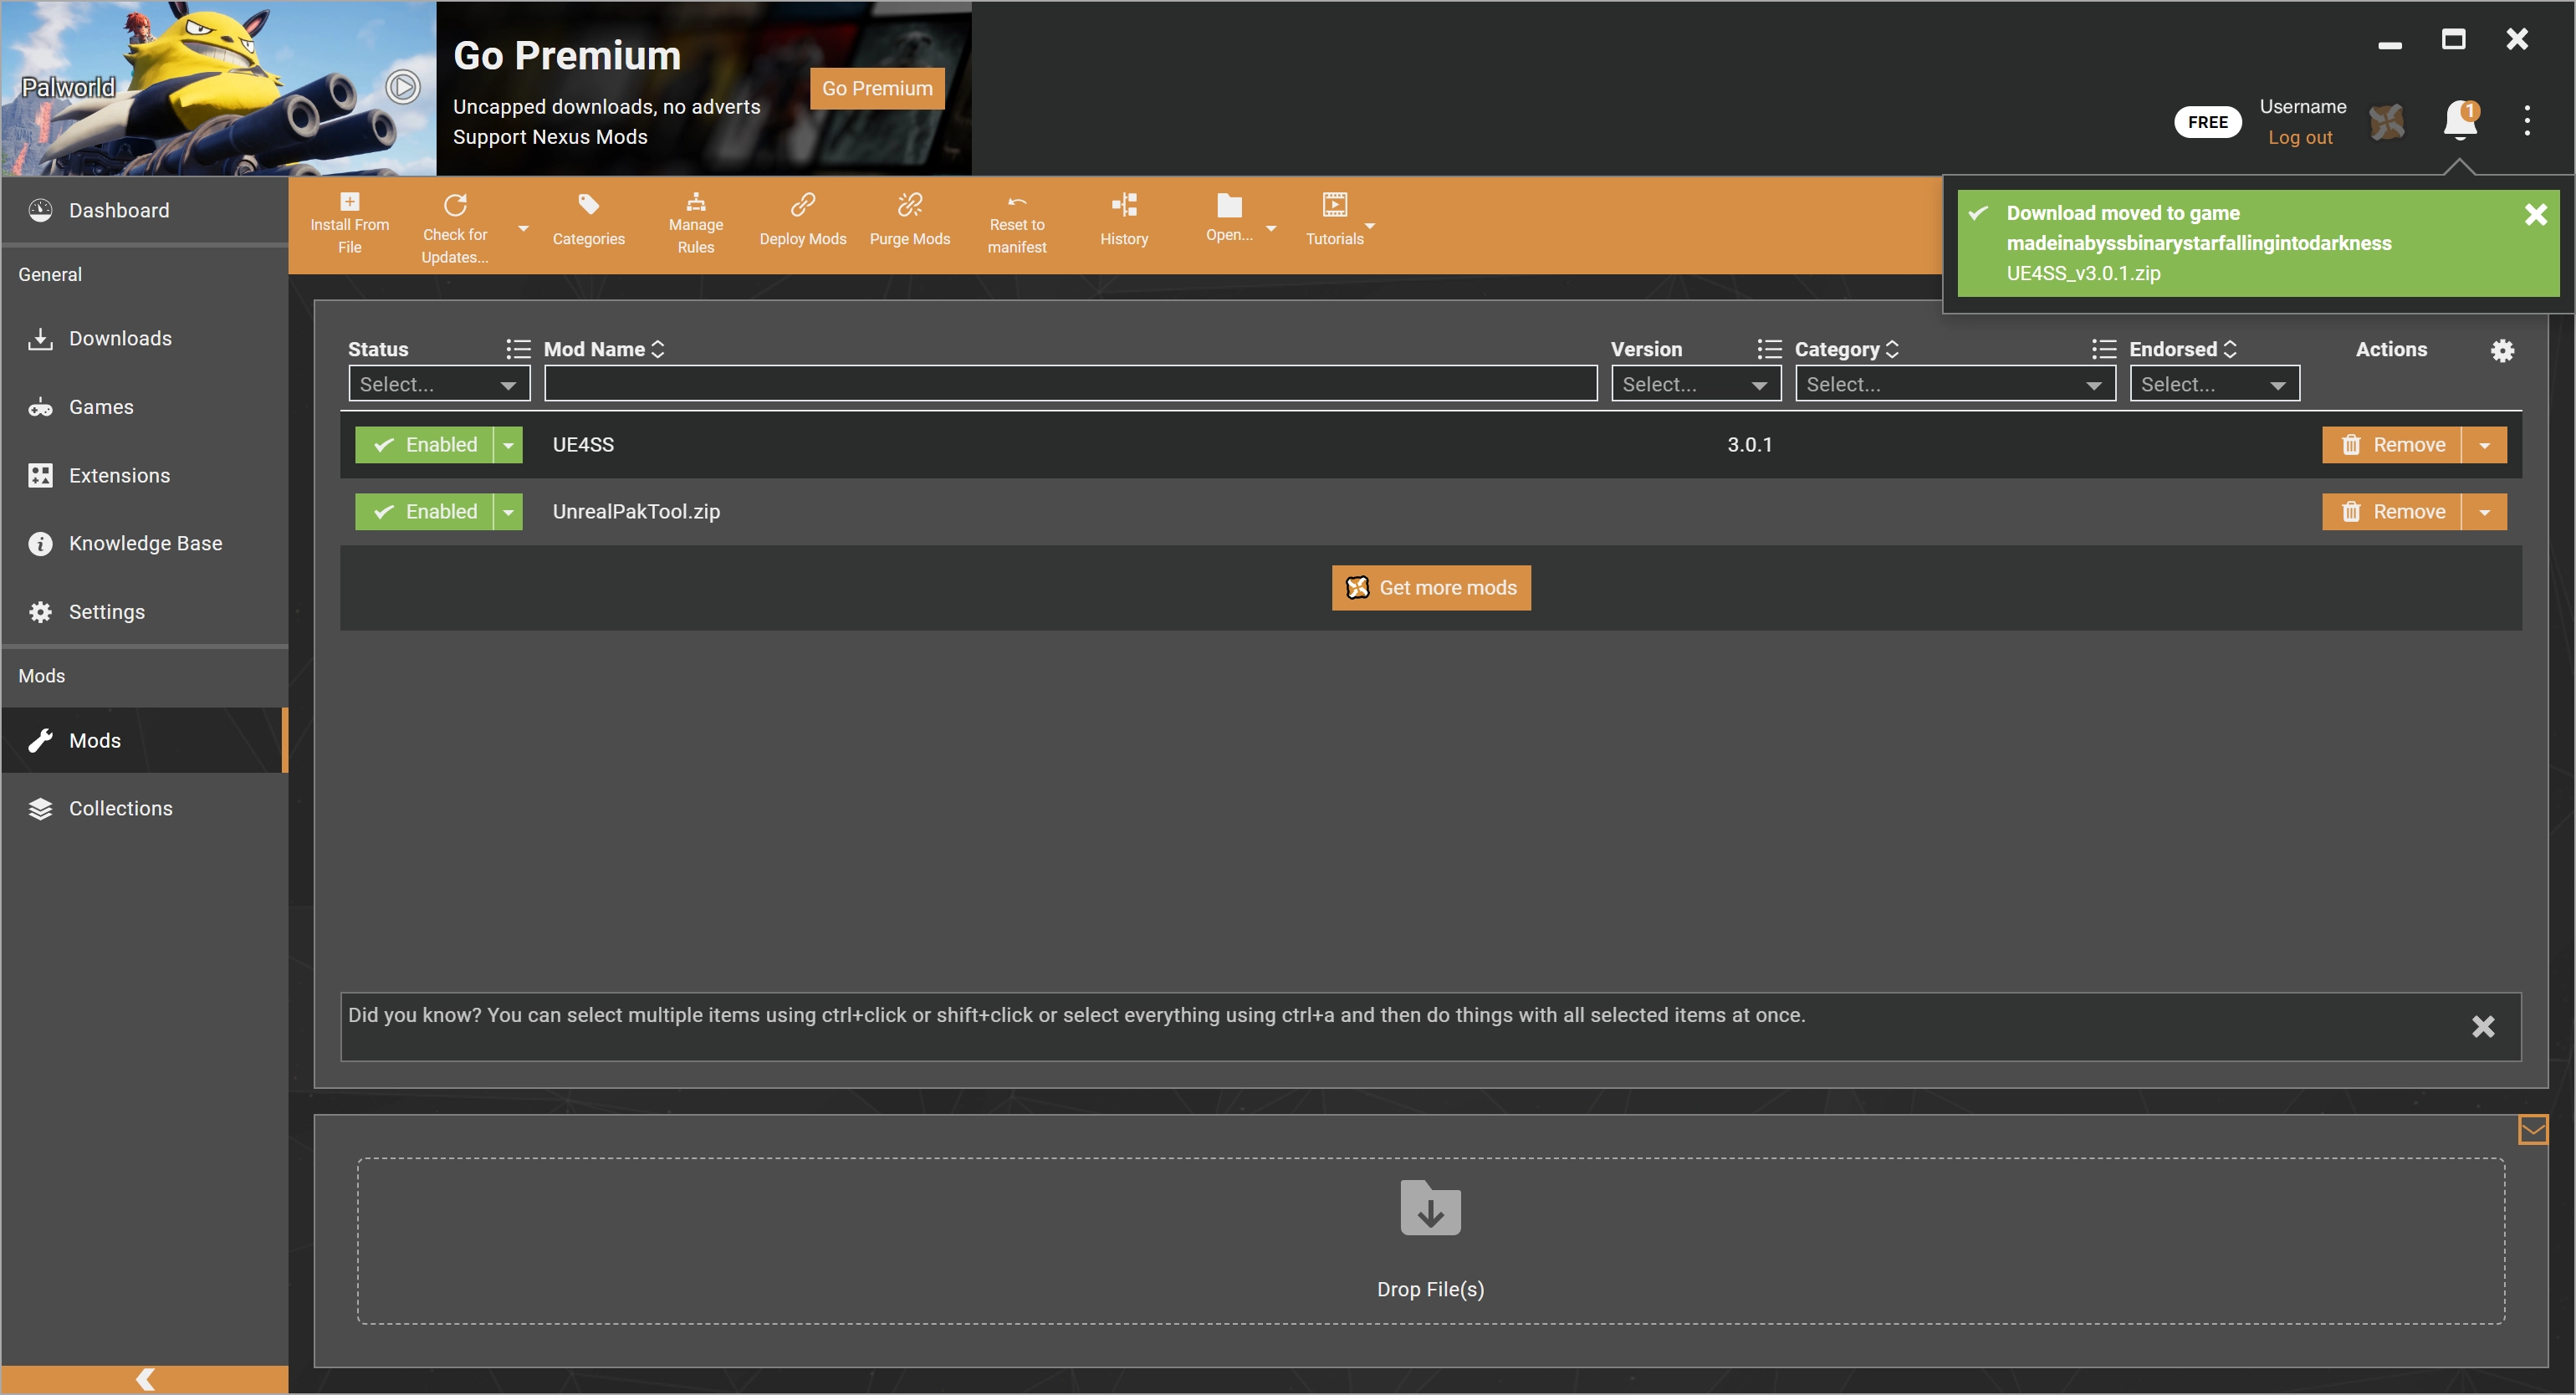 Palworld
Go Premium
Uncapped downloads, no adverts
Support Nexus Mods
Go Premium
FREE
Username
Log out
1
Dashboard
General
Downloads
Games
Extensions
Knowledge Base
Settings
Mods
Mods
Collections
Install From
File
Check for
Updates...
Categories
Manage
Rules
Deploy Mods
Purge Mods
Reset to
manifest
History
Open...
Tutorials
Download moved to game
madeinabyssbinarystarfallingintodarkness
UE4SS_v3.0.1.zip
Status Mod Name Version Category Endorsed Actions
Select... Select... Select... Select...
Enabled UE4SS 3.0.1 Remove
Enabled UnrealPakTool.zip Remove
Get more mods
Did you know? You can select multiple items using ctrl+click or shift+click or select everything using ctrl+a and then do things with all selected items at once.
Drop File(s)